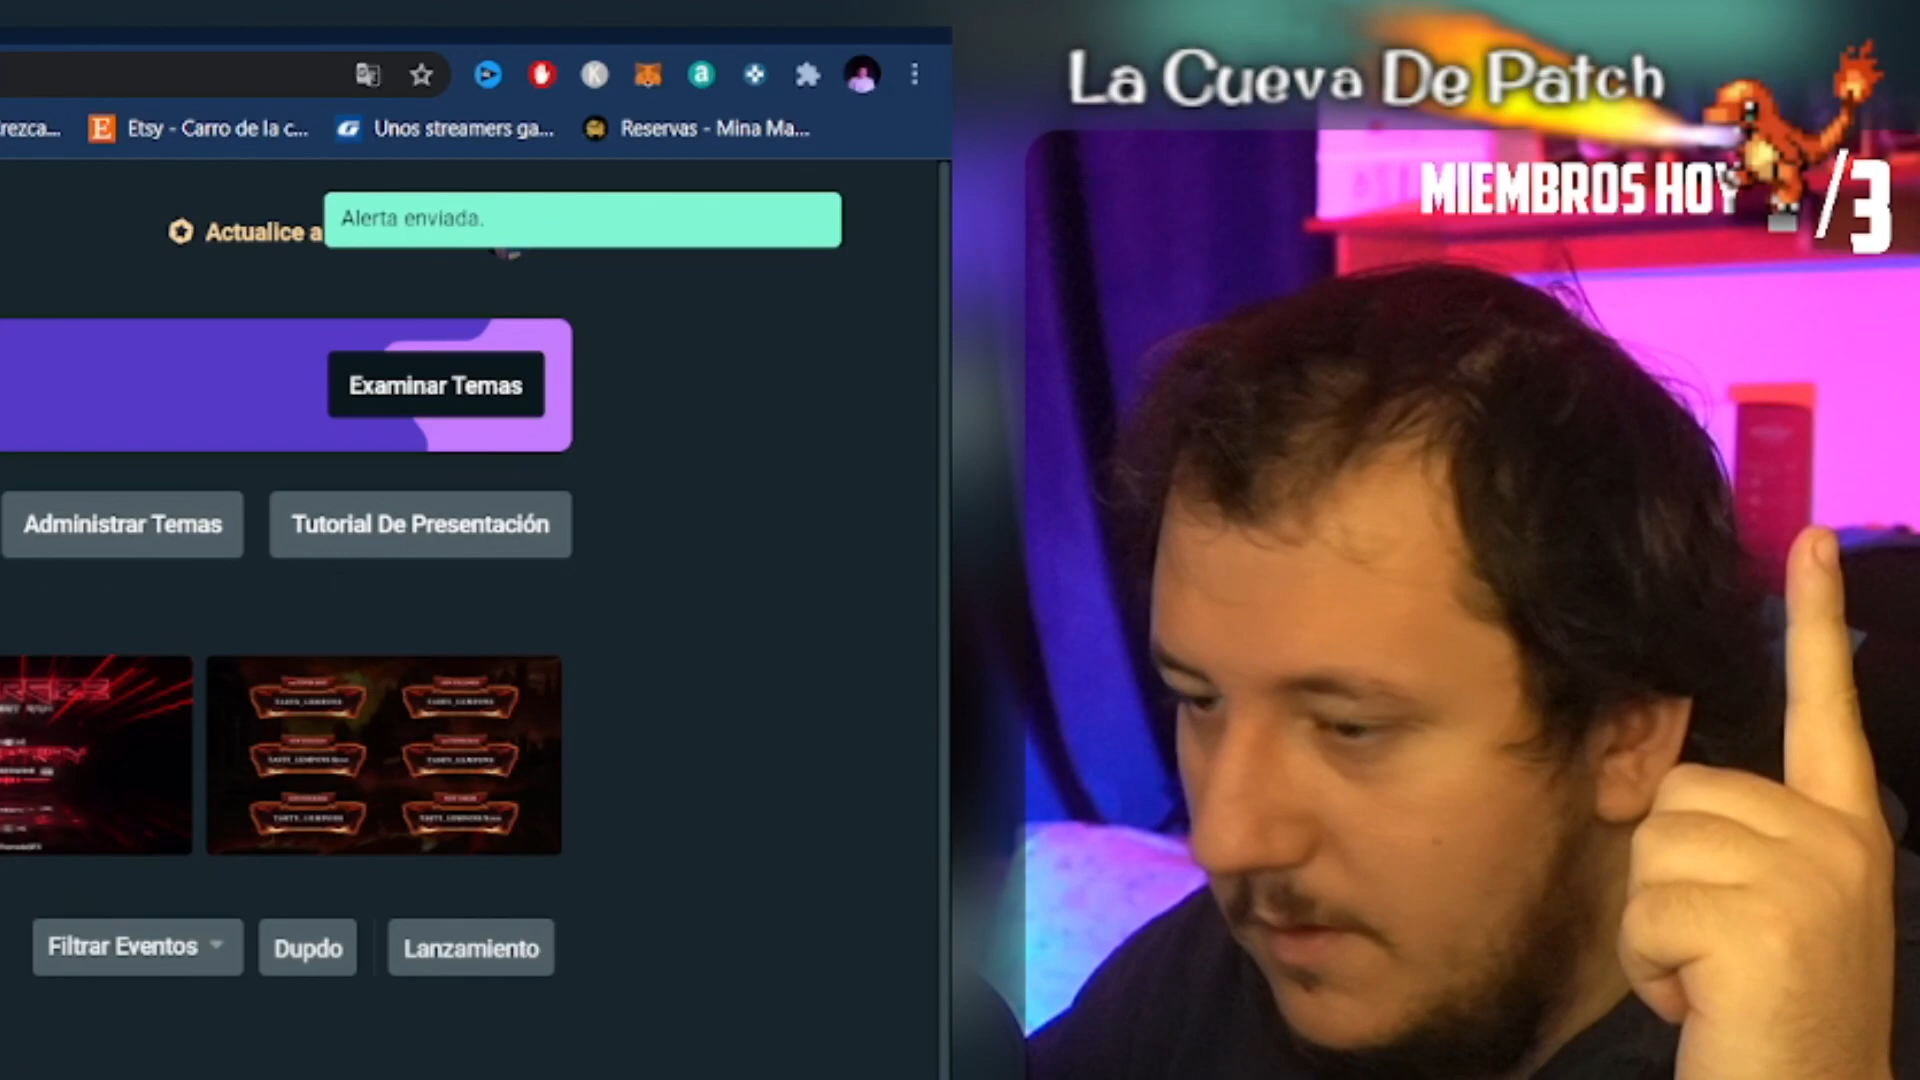 La Cueva De Patch
rezca...
Etsy - Carro de la c...
Unos streamers ga...
Reservas - Mina Ma...
MIEMBROS HOY /3
Alerta enviada.
Actualice a
Examinar Temas
Administrar Temas
Tutorial De Presentación
Filtrar Eventos
Dupdo
Lanzamiento